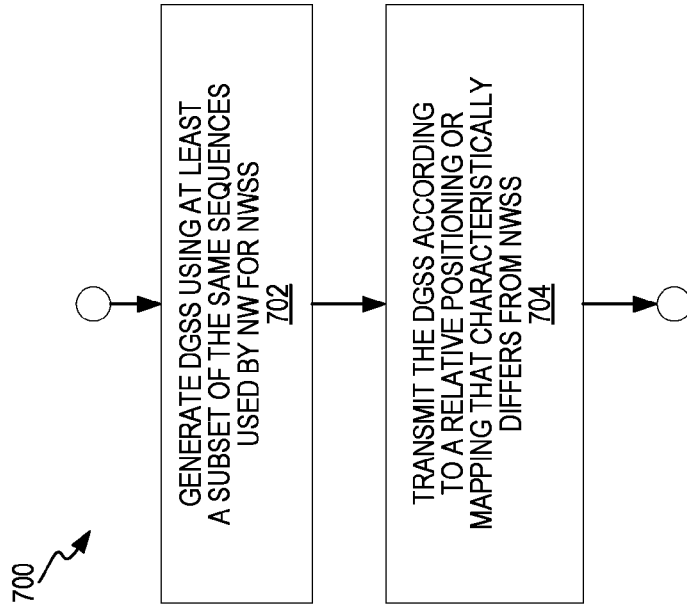 700
GENERATE DGSS USING AT LEAST
A SUBSET OF THE SAME SEQUENCES
USED BY NW FOR NWSS
702
TRANSMIT THE DGSS ACCORDING
TO A RELATIVE POSITIONING OR
MAPPING THAT CHARACTERISTICALLY
DIFFERS FROM NWSS
704